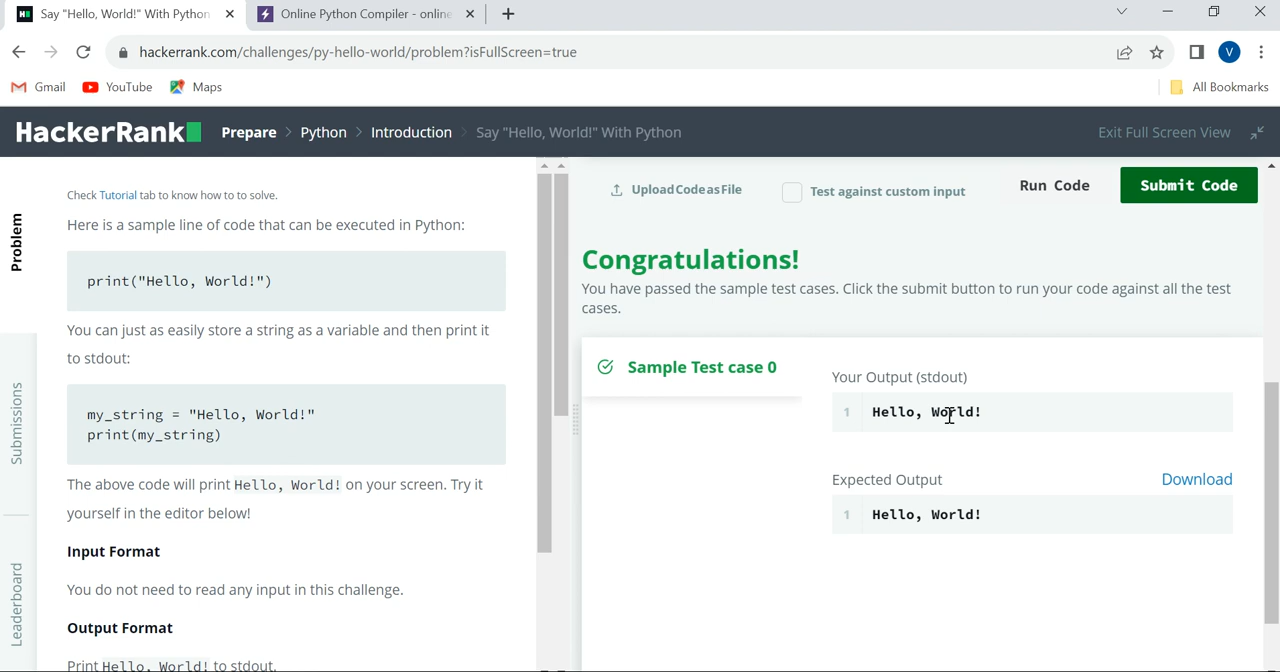 Say "Hello, World!" With Python
Online Python Compiler - online
hackerrank.com/challenges/py-hello-world/problem?isFullScreen=true
V
Gmail
YouTube
Maps
All Bookmarks
HackerRank
Prepare > Python > Introduction > Say "Hello, World!" With Python
Exit Full Screen View
Problem
Submissions
Leaderboard
Check Tutorial tab to know how to to solve.
Here is a sample line of code that can be executed in Python:
print("Hello, World!")
You can just as easily store a string as a variable and then print it
to stdout:
my_string = "Hello, World!"
print(my_string)
The above code will print Hello, World! on your screen. Try it
yourself in the editor below!
Input Format
You do not need to read any input in this challenge.
Output Format
Print Hello, World! to stdout.
Upload Code as File
Test against custom input
Run Code
Submit Code
Congratulations!
You have passed the sample test cases. Click the submit button to run your code against all the test
cases.
Sample Test case 0
Your Output (stdout)
1 Hello, World!
Expected Output
Download
1 Hello, World!